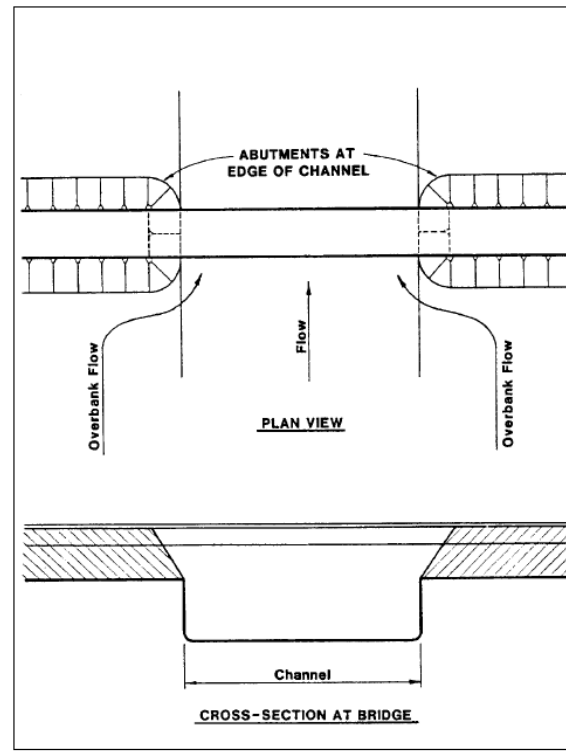 ABUTMENTS AT
EDGE OF CHANNEL
Overbank Flow
Flow
Overbank Flow
PLAN VIEW
Channel
CROSS-SECTION AT BRIDGE